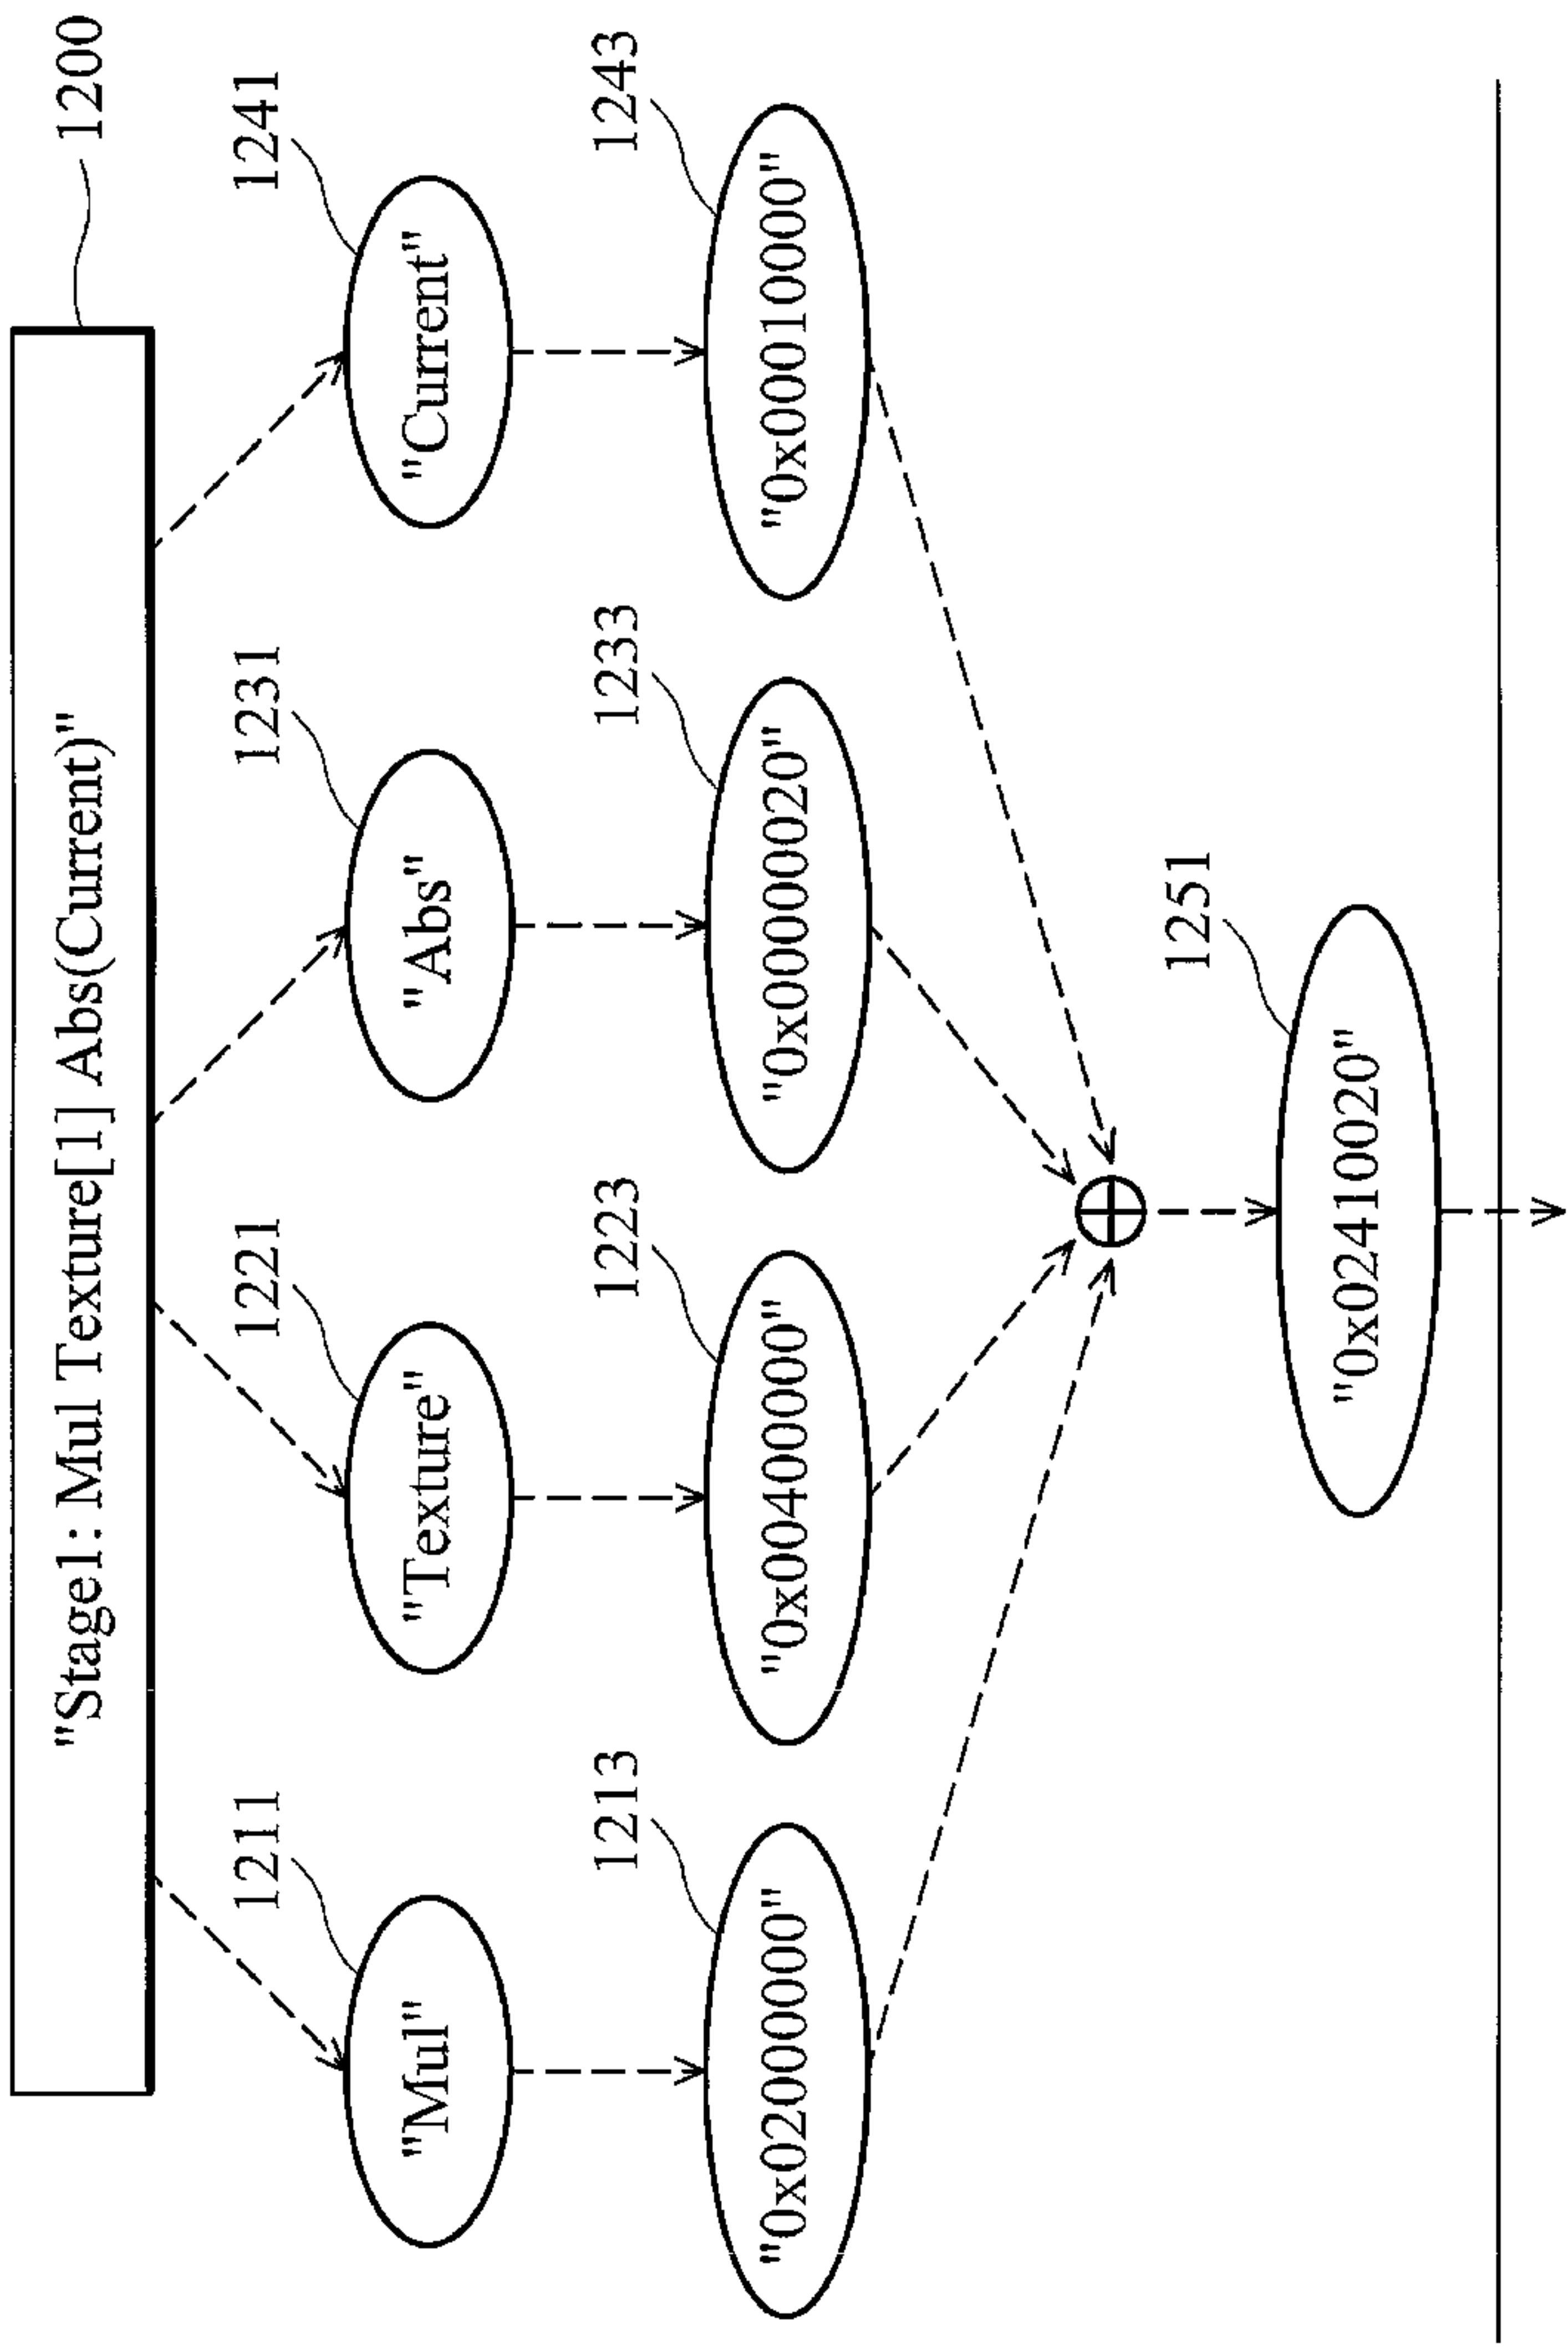 "Stage1: Mul Texture[1] Abs(Current)"
1200
1211
1221
1231
1241
"Mul"
"Texture"
"Abs"
"Current"
1213
1223
1233
1243
"0x02000000"
"0x00400000"
"0x00000020"
"0x00010000"
1251
"0x02410020"